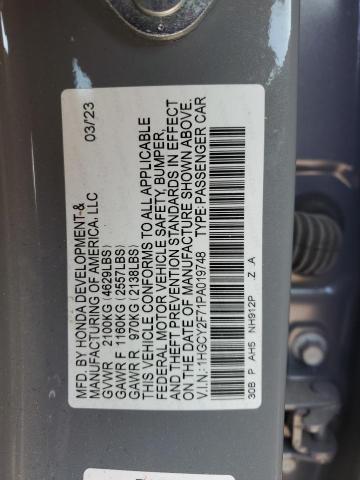 MFD. BY HONDA DEVELOPMENT &
MANUFACTURING OF AMERICA, LLC 03/'23
GVWR 2100KG (4629LBS)
GAWR F 1160KG (2557LBS)
GAWR R 970KG (2138LBS)
THIS VEHICLE CONFORMS TO ALL APPLICABLE
FEDERAL MOTOR VEHICLE SAFETY, BUMPER,
AND THEFT PREVENTION STANDARDS IN EFFECT
ON THE DATE OF MANUFACTURE SHOWN ABOVE.
V.I.N.: 1HGCY2F71PA019748 TYPE: PASSENGER CAR
30B P AH5 NH912P Z .A